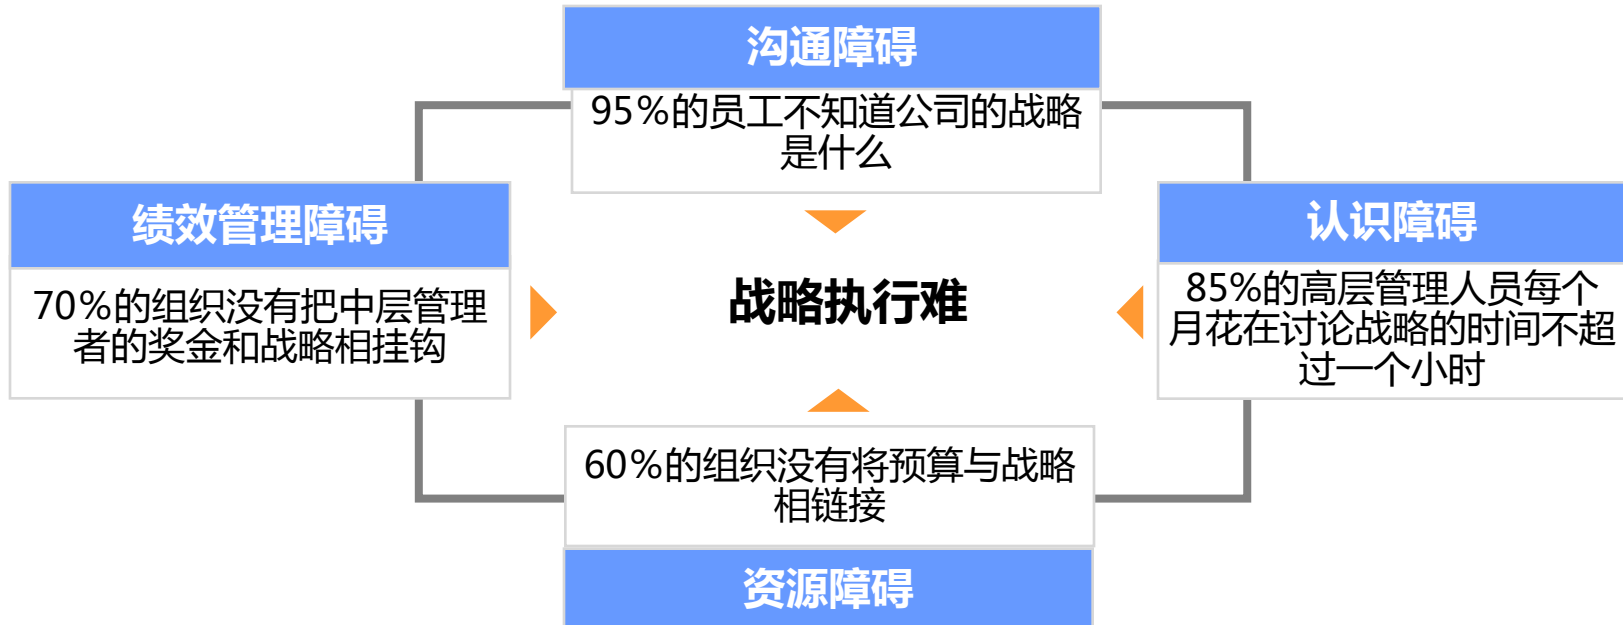 沟通障碍
95%的员工不知道公司的战略
是什么
绩效管理障碍
70%的组织没有把中层管理
者的奖金和战略相挂钩
战略执行难
认识障碍
85%的高层管理人员每个
月花在讨论战略的时间不超
过一个小时
60%的组织没有将预算与战略
相链接
资源障碍